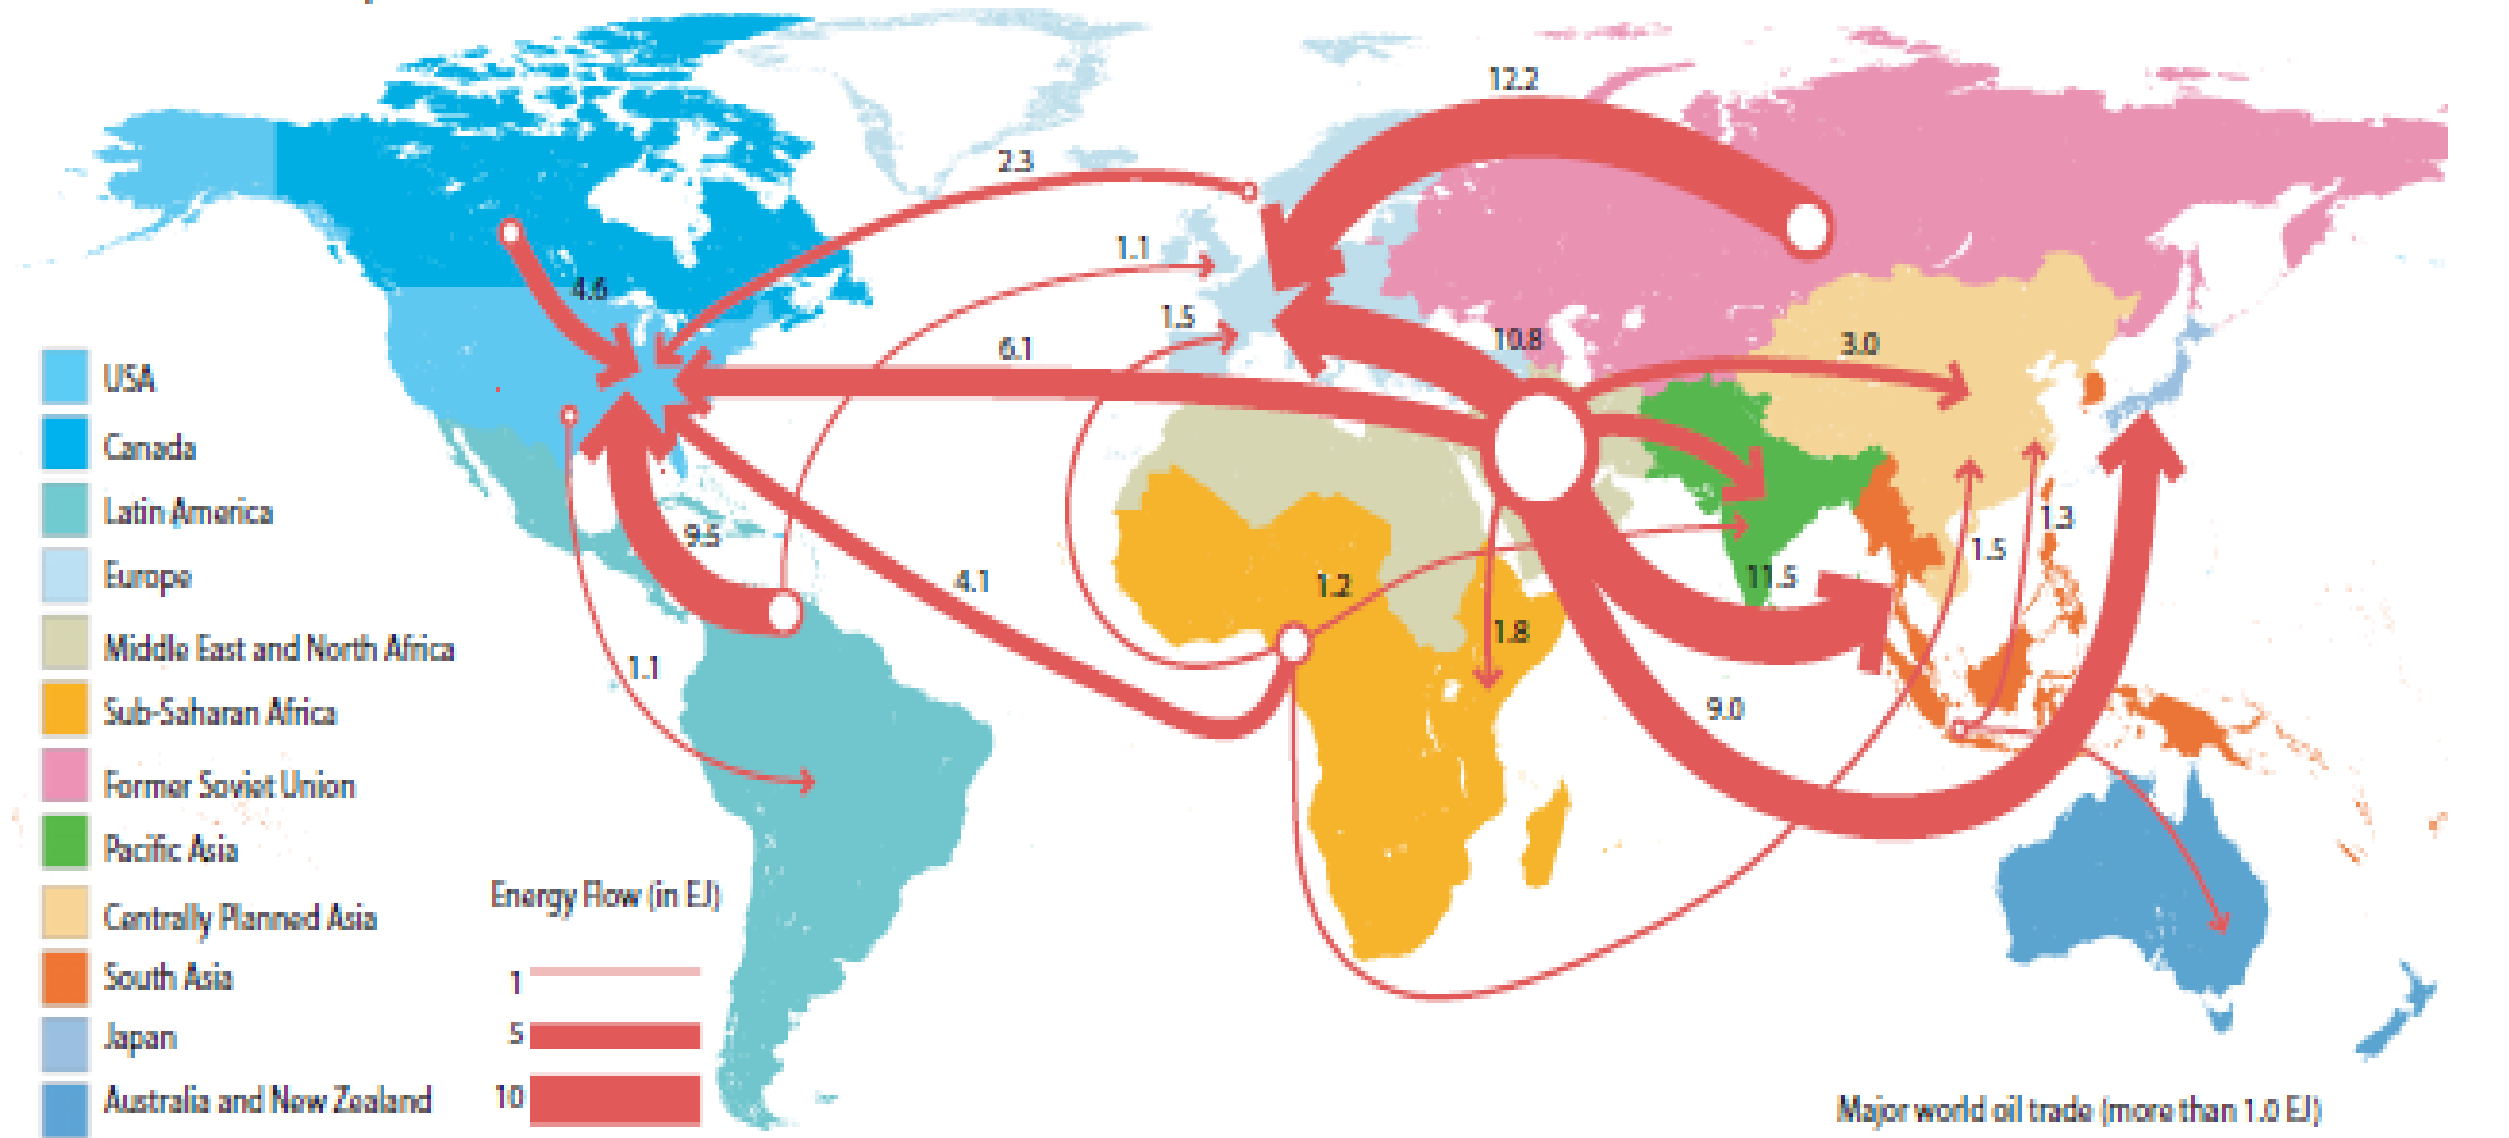 12.2
2.3
1.1
4.6
1.5
6.1
10.8
3.0
USA
Canada
Latin America
Europe
Middle East and North Africa
Sub-Saharan Africa
Former Soviet Union
Pacific Asia
Centrally Planned Asia
South Asia
Japan
Australia and New Zealand
9.5
4.1
1.2
1.8
11.5
1.5
1.3
9.0
1.1
Energy Flow (in EJ)
1
5
10
Major world oil trade (more than 1.0 EJ)